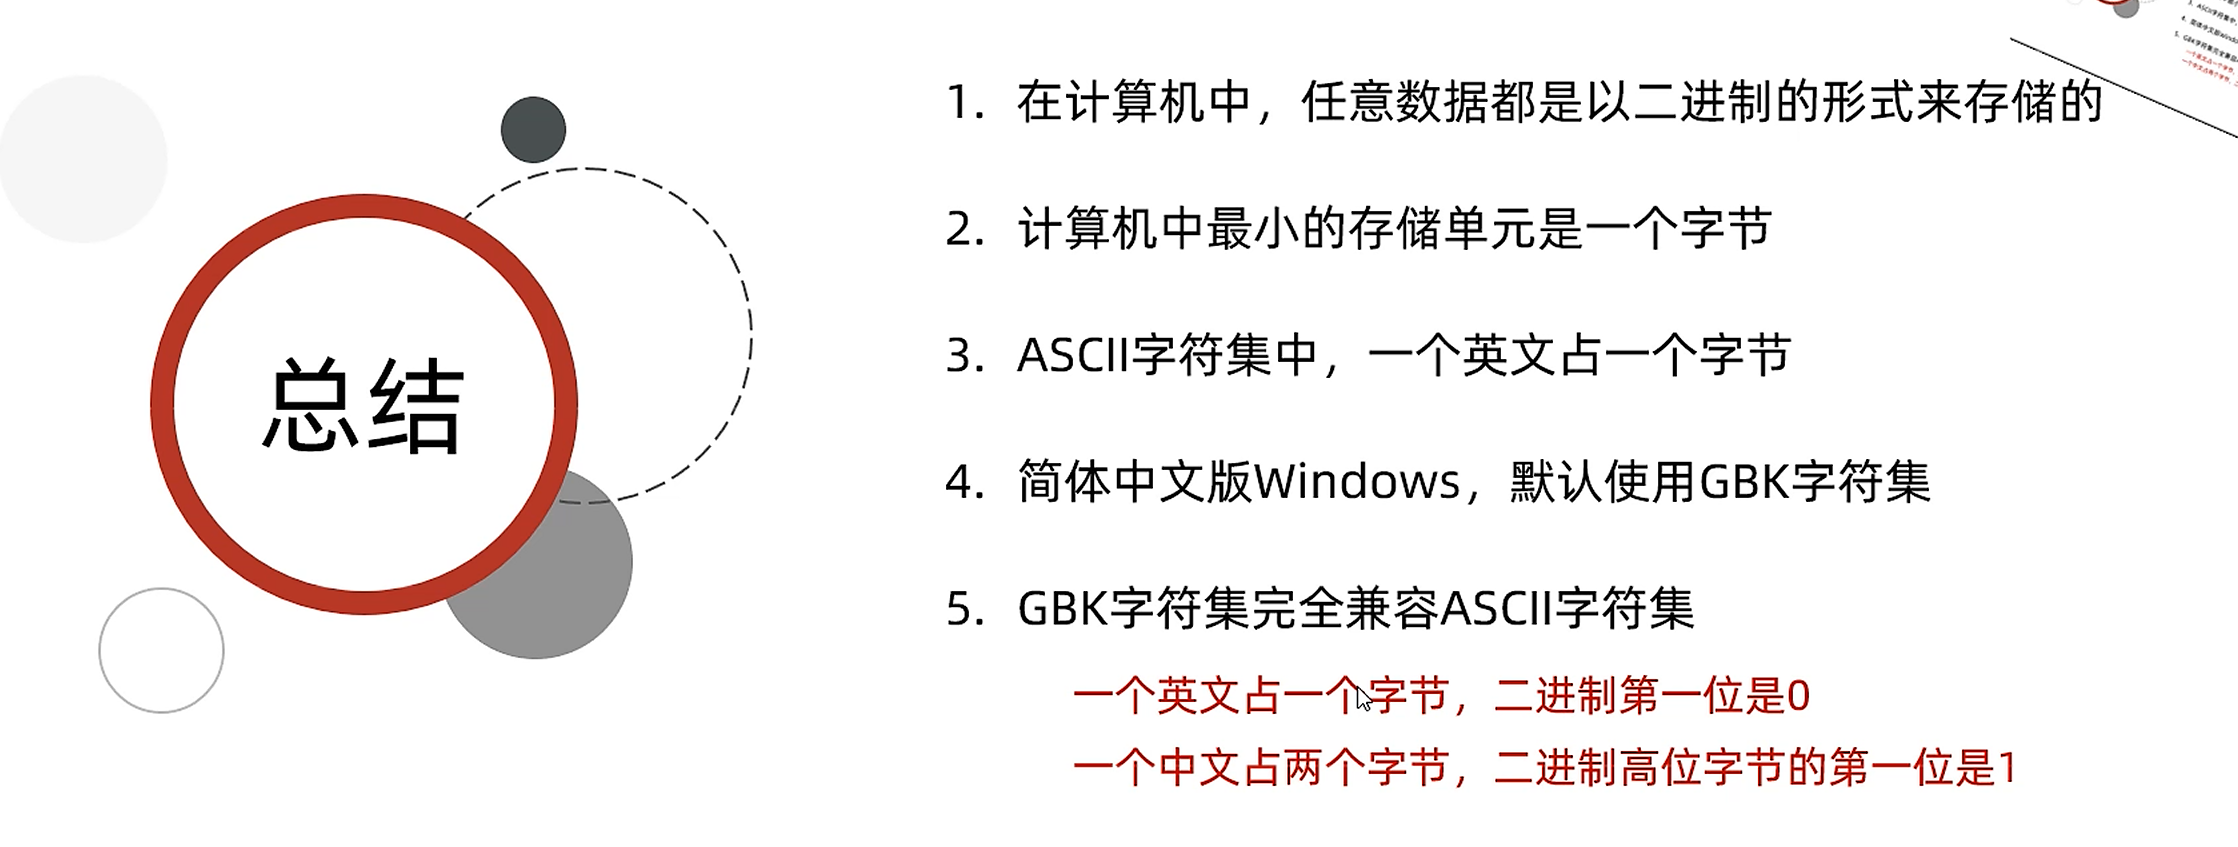 总结
1. 在计算机中，任意数据都是以二进制的形式来存储的
2. 计算机中最小的存储单元是一个字节
3. ASCII字符集中，一个英文占一个字节
4. 简体中文版Windows，默认使用GBK字符集
5. GBK字符集完全兼容ASCII字符集
一个英文占一个字节，二进制第一位是0
一个中文占两个字节，二进制高位字节的第一位是1